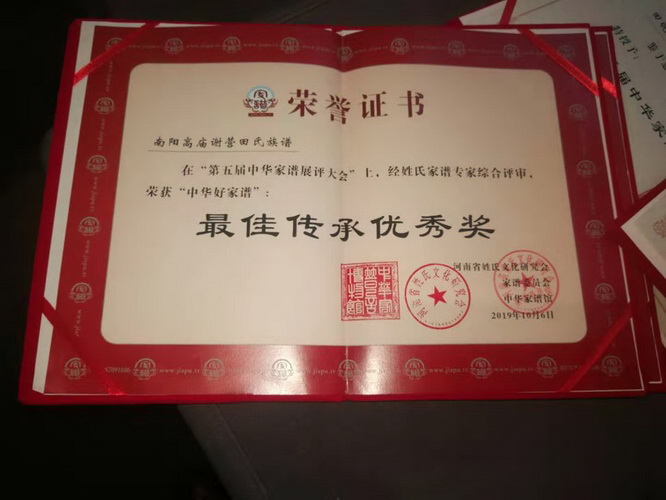 荣誉证书
南阳高庙谢营田氏族谱
在“第五届中华家谱展评大会”上，经姓氏家谱专家综合评审，
荣获“中华好家谱”：
最佳传承优秀奖
河南省姓氏文化研究会
家谱委员会
中华家谱馆
2019年10月6日
www.jiapu.tv